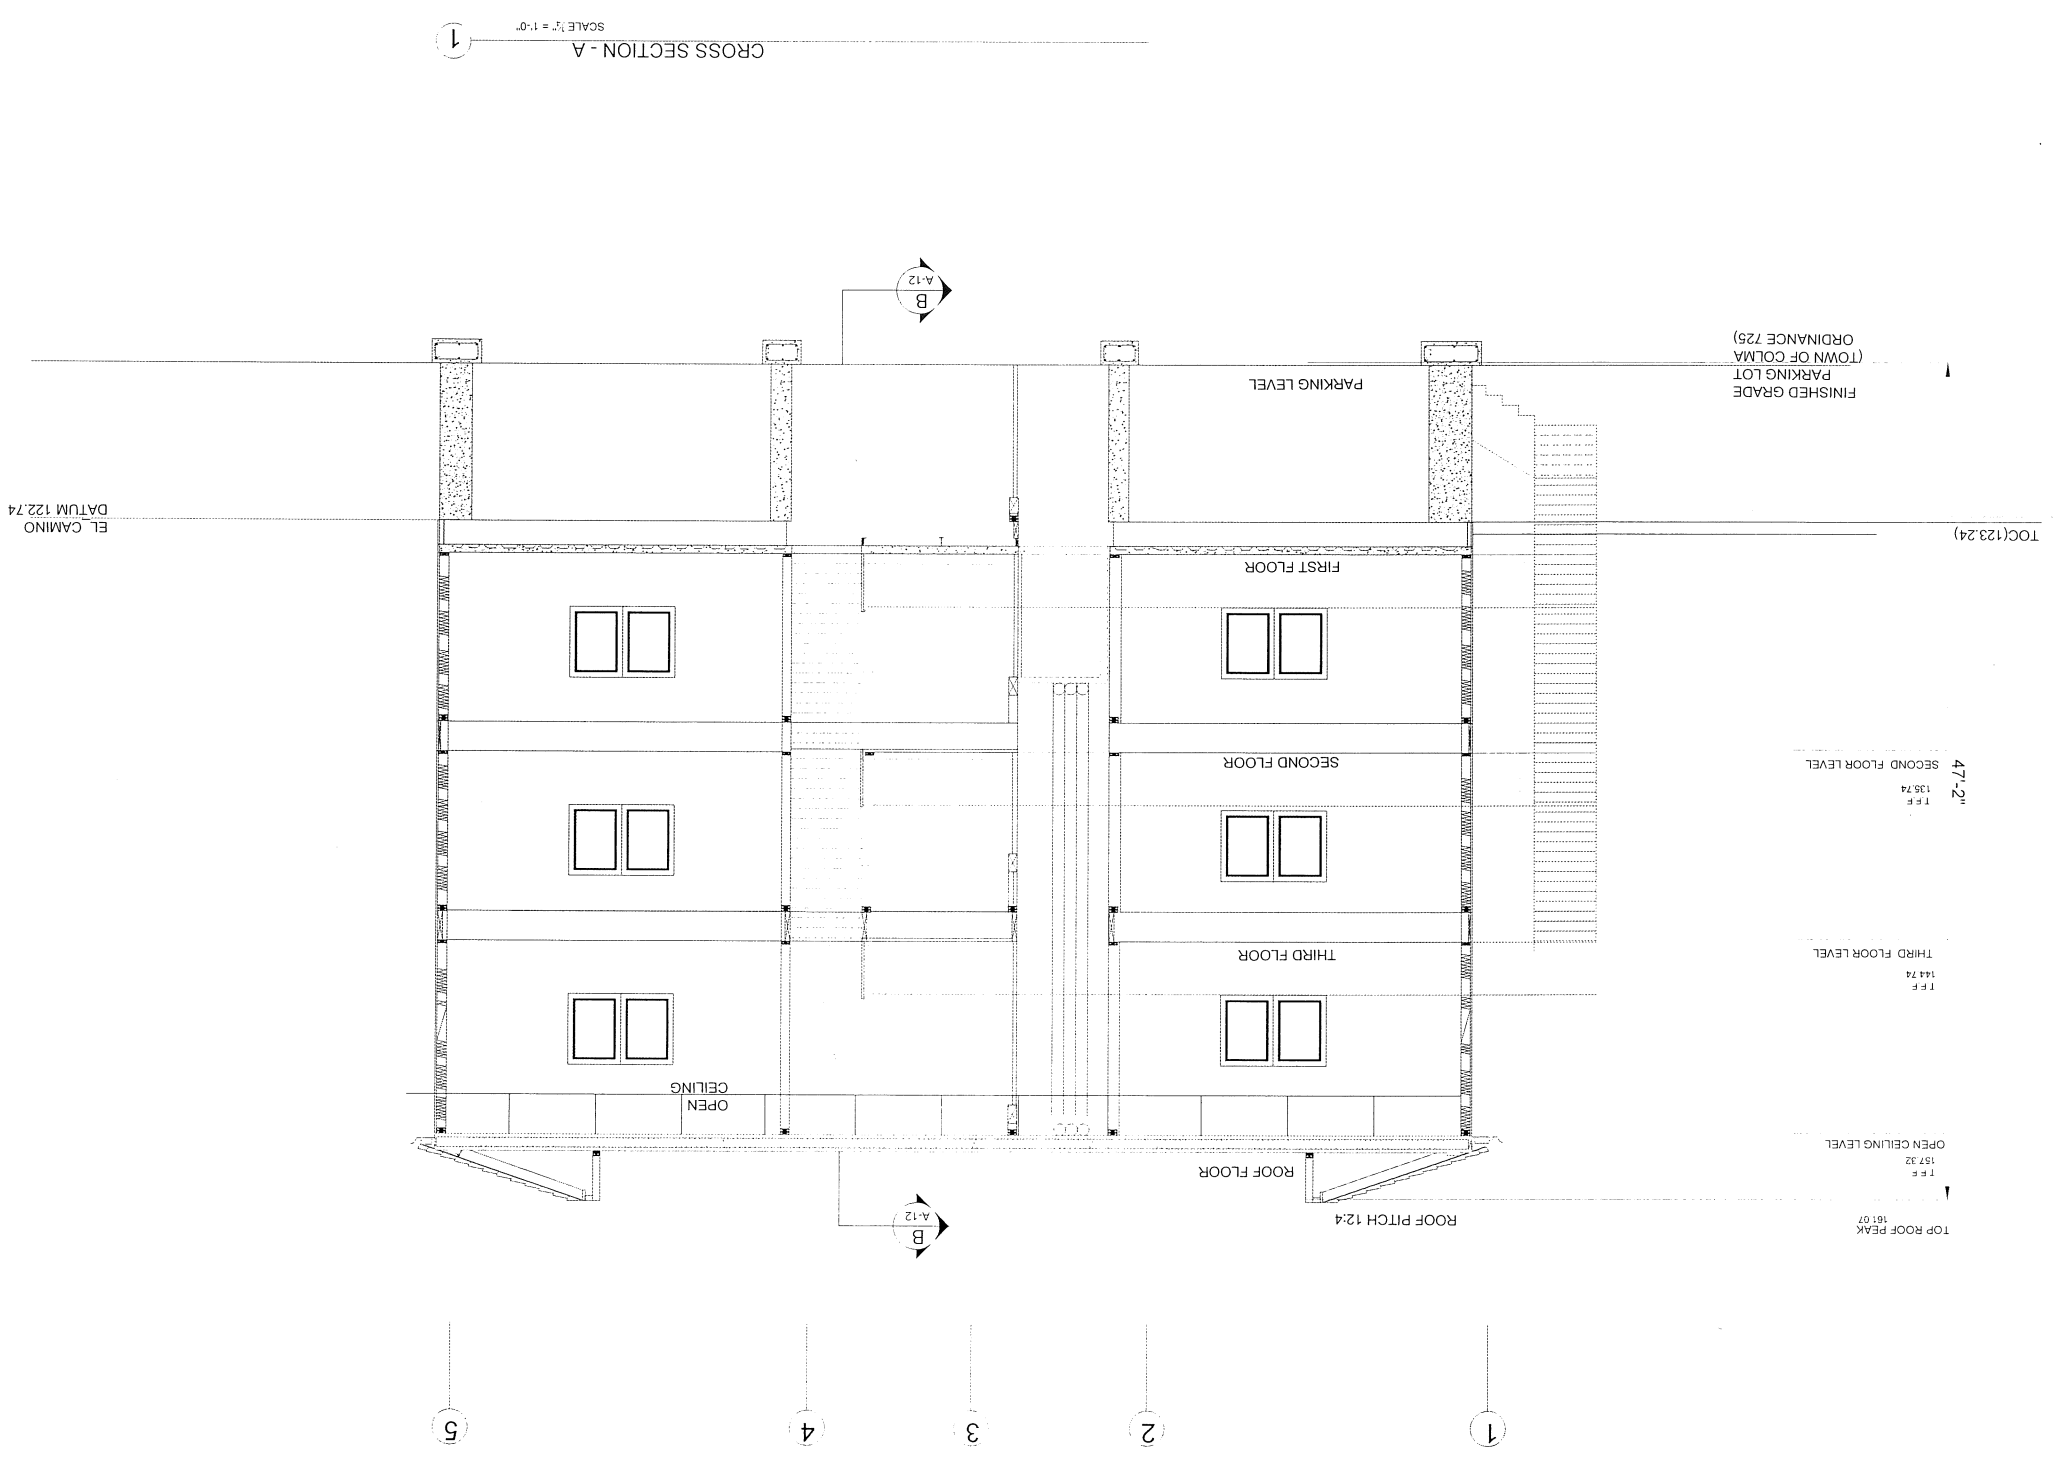 1
2
3
4
5
TOP ROOF PEAK
161.07
ROOF PITCH 12:4
B
A-12
T F F
157.32
OPEN CEILING LEVEL
ROOF FLOOR
OPEN
CEILING
T F F
144.74
THIRD FLOOR LEVEL
THIRD FLOOR
T F F
135.74
SECOND FLOOR LEVEL
47'-2"
SECOND FLOOR
FIRST FLOOR
TOC(123.24)
EL CAMINO
DATUM 122.74
FINISHED GRADE
PARKING LOT
(TOWN OF COLMA
ORDINANCE 725)
PARKING LEVEL
B
A-12
1
CROSS SECTION - A
SCALE ¼" = 1'-0"